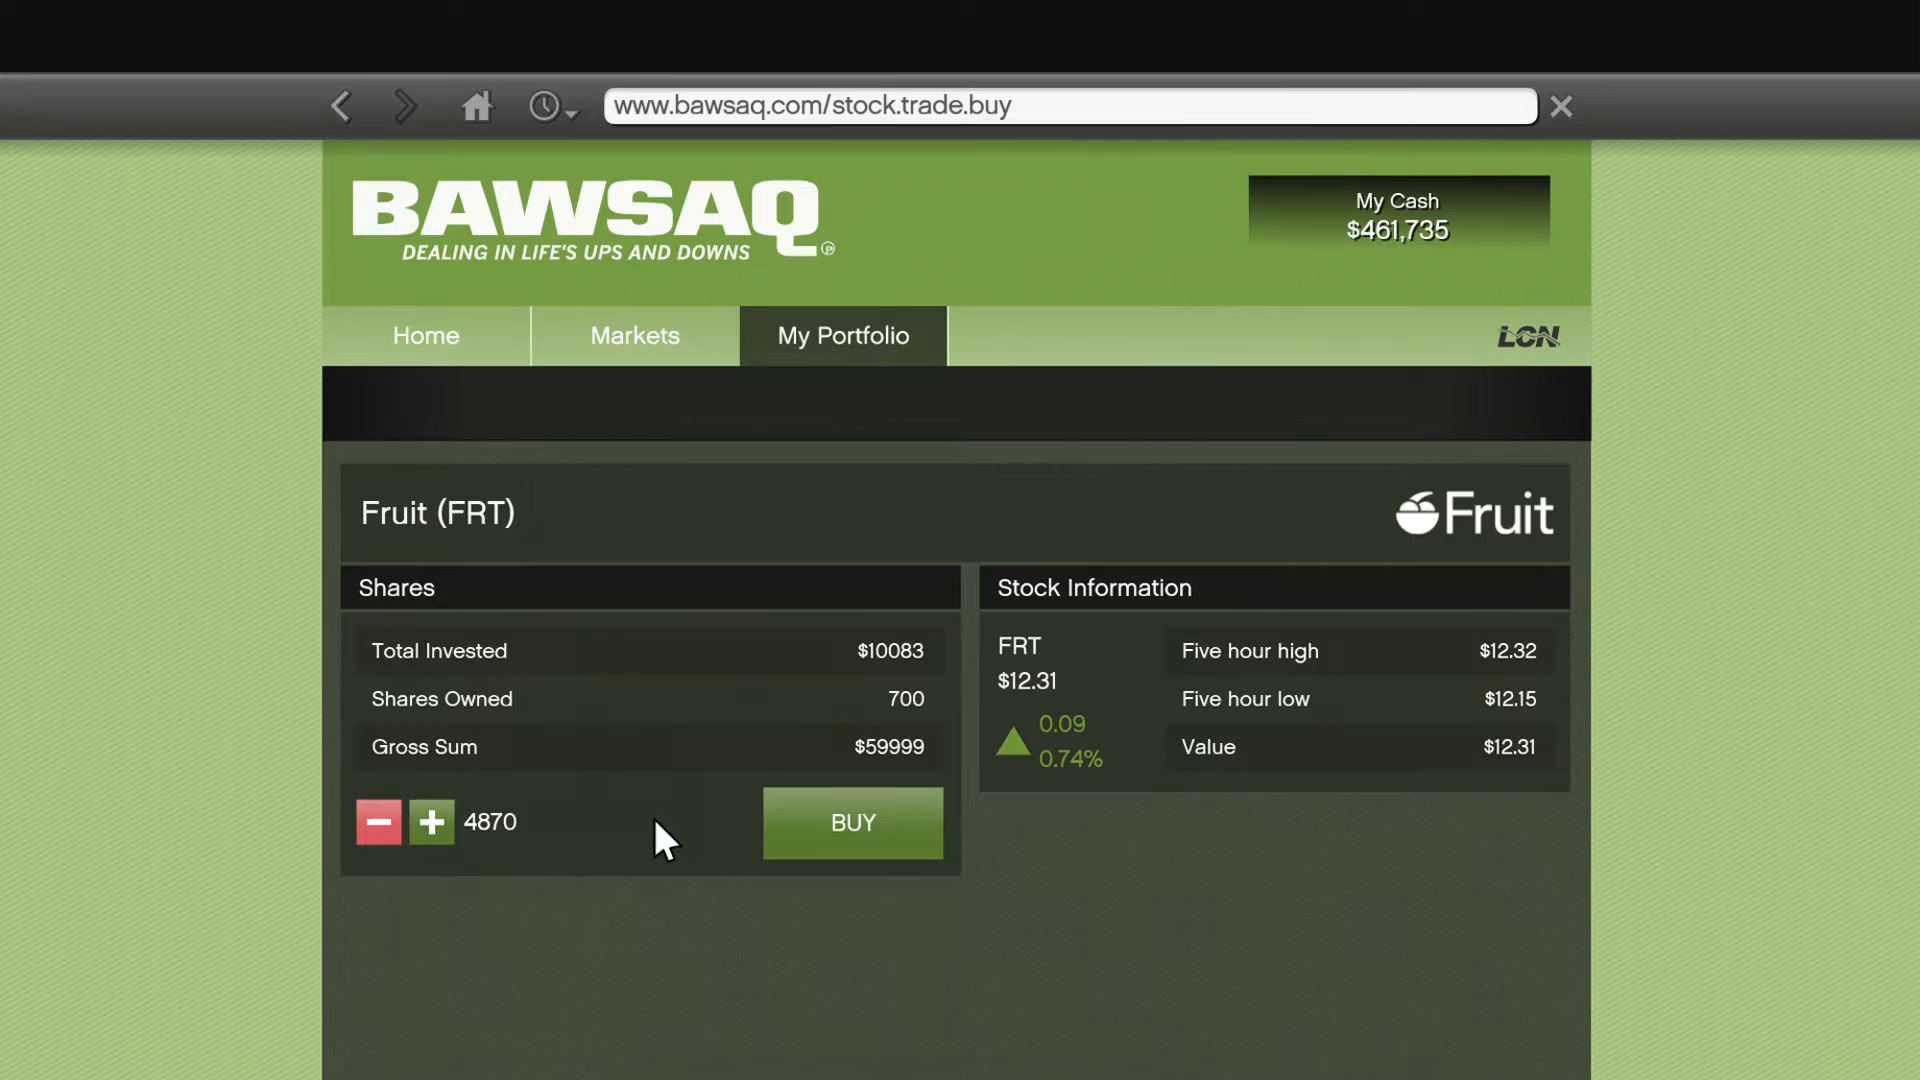 www.bawsaq.com/stock.trade.buy
BAWSAQ
DEALING IN LIFE'S UPS AND DOWNS
My Cash
$461,735
Home
Markets
My Portfolio
LCN
Fruit (FRT)
Fruit
Shares
Total Invested $10083
Shares Owned 700
Gross Sum $59999
4870
BUY
Stock Information
FRT
$12.31
0.09
0.74%
Five hour high $12.32
Five hour low $12.15
Value $12.31